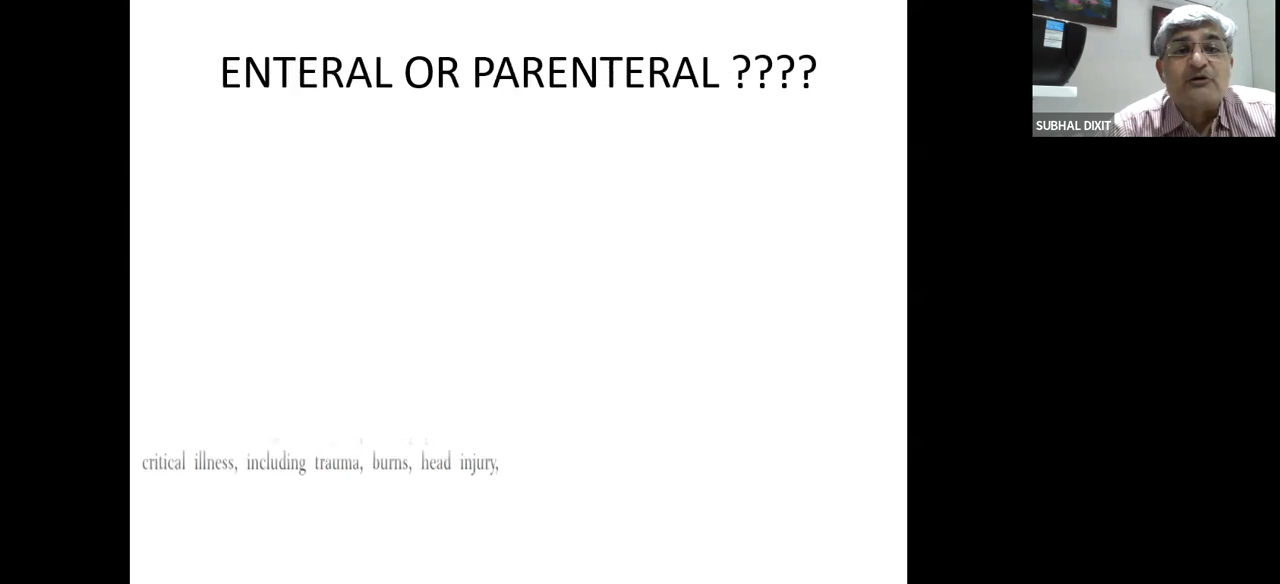 ENTERAL OR PARENTERAL ????
SUBHAL DIXIT
critical illness, including trauma, burns, head injury,